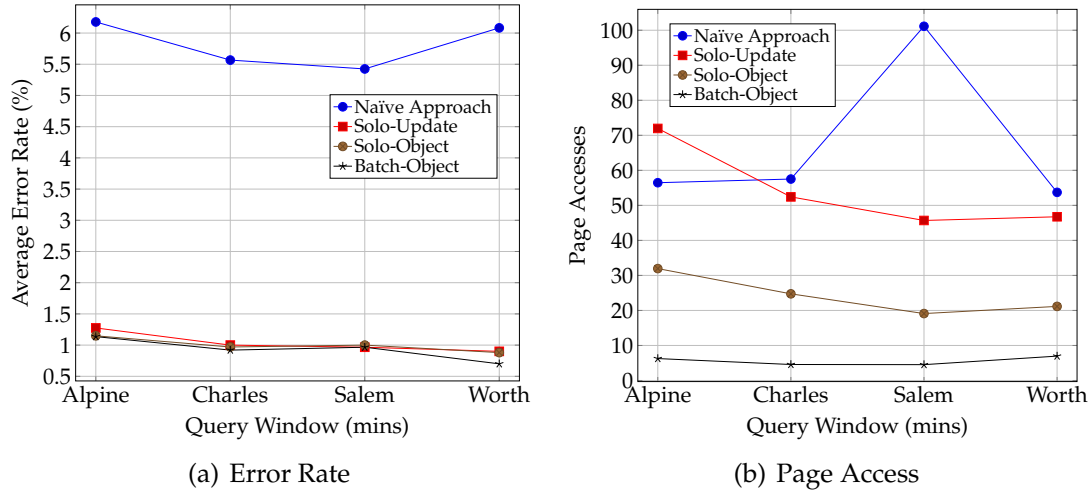 6
5.5
5
4.5
4
3.5
3
2.5
2
1.5
1
0.5
Average Error Rate (%)
Naïve Approach
Solo-Update
Solo-Object
Batch-Object
Alpine Charles Salem Worth
Query Window (mins)
(a) Error Rate
100
90
80
70
60
50
40
30
20
10
0
Page Accesses
Naïve Approach
Solo-Update
Solo-Object
Batch-Object
Alpine Charles Salem Worth
Query Window (mins)
(b) Page Access